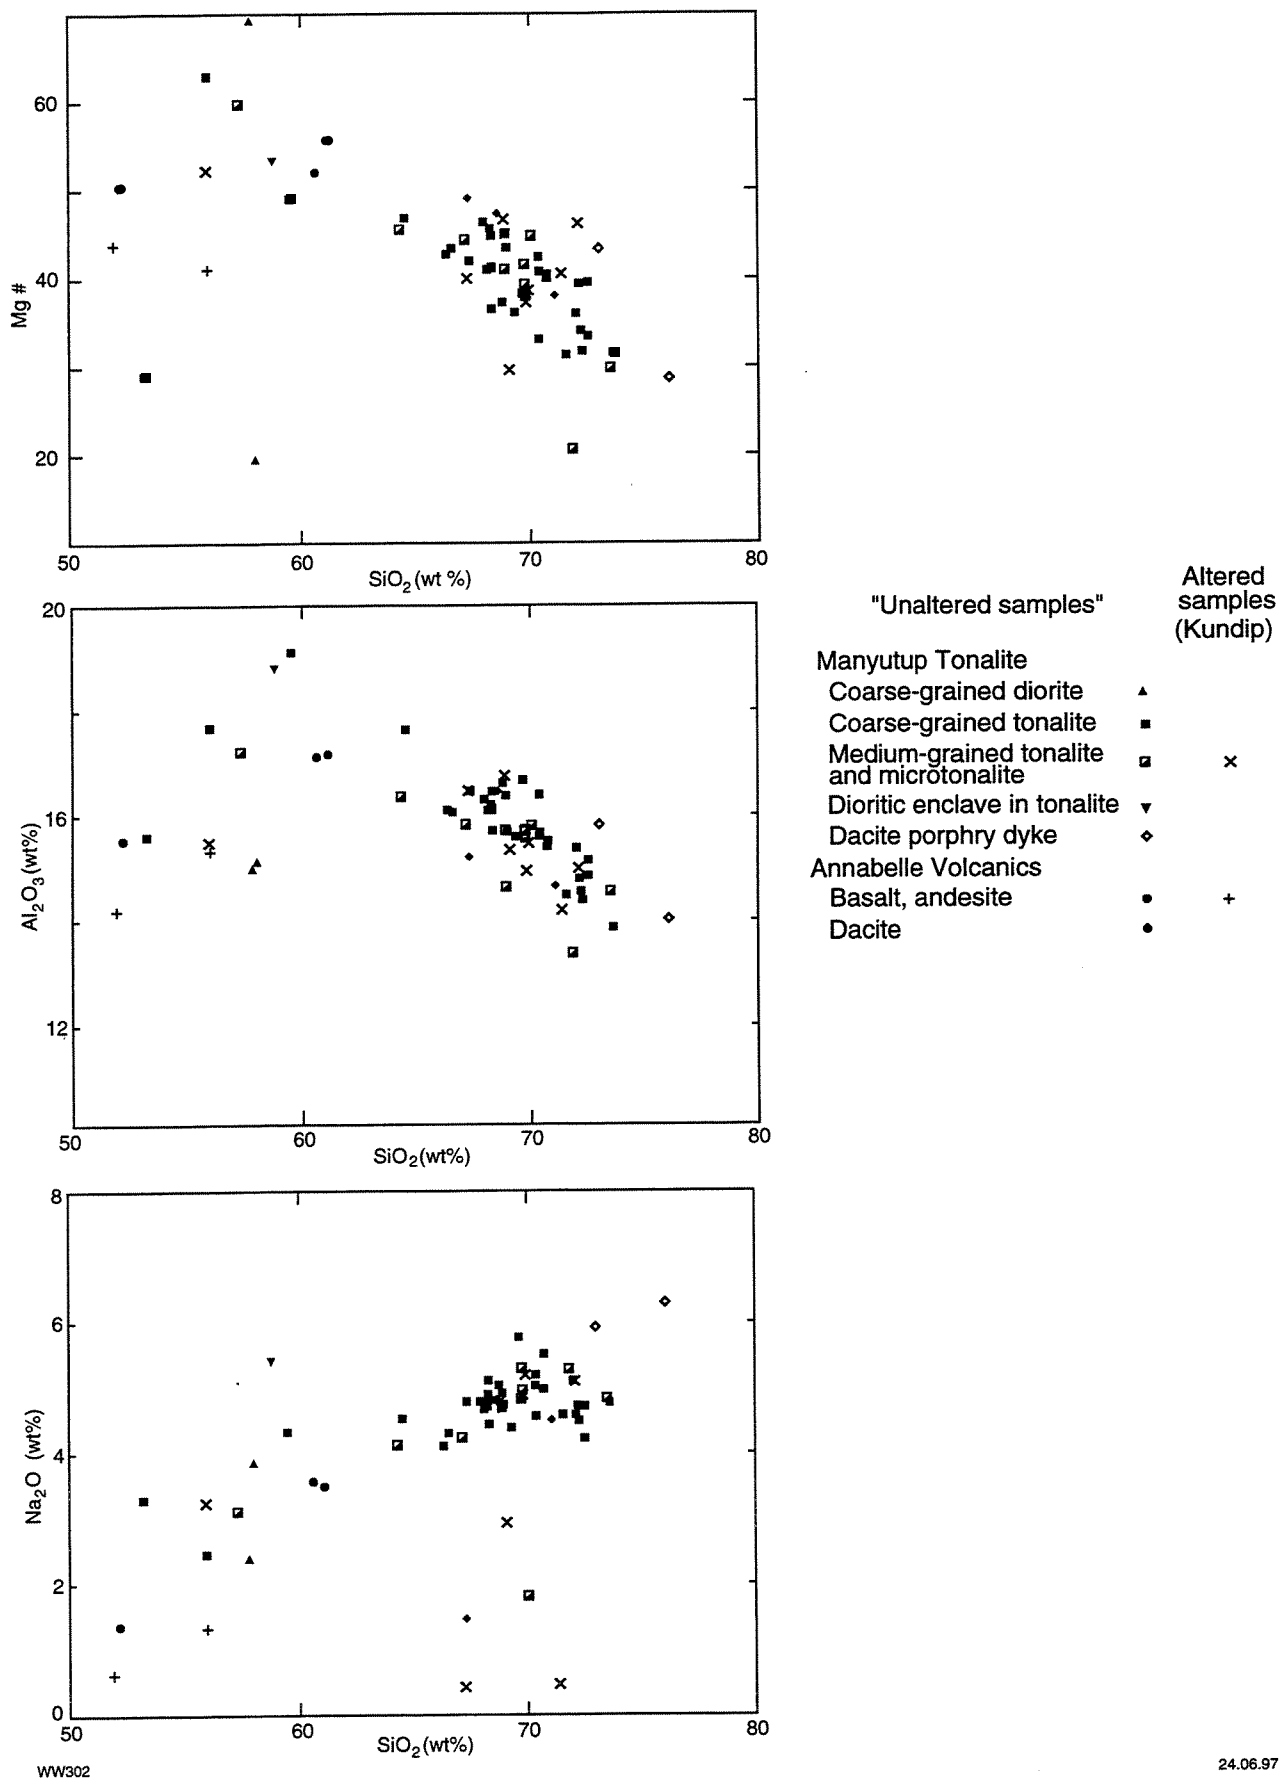 60
40
20
Mg #
50
60
70
80
SiO₂ (wt %)
"Unaltered samples"
Altered
samples
(Kundip)
Manyutup Tonalite
Coarse-grained diorite
Coarse-grained tonalite
Medium-grained tonalite
and microtonalite
Dioritic enclave in tonalite
Dacite porphry dyke
Annabelle Volcanics
Basalt, andesite
Dacite
20
16
12
Al₂O₃ (wt%)
50
60
70
80
SiO₂ (wt%)
8
6
4
2
0
Na₂O (wt%)
50
60
70
80
SiO₂ (wt%)
WW302
24.06.97